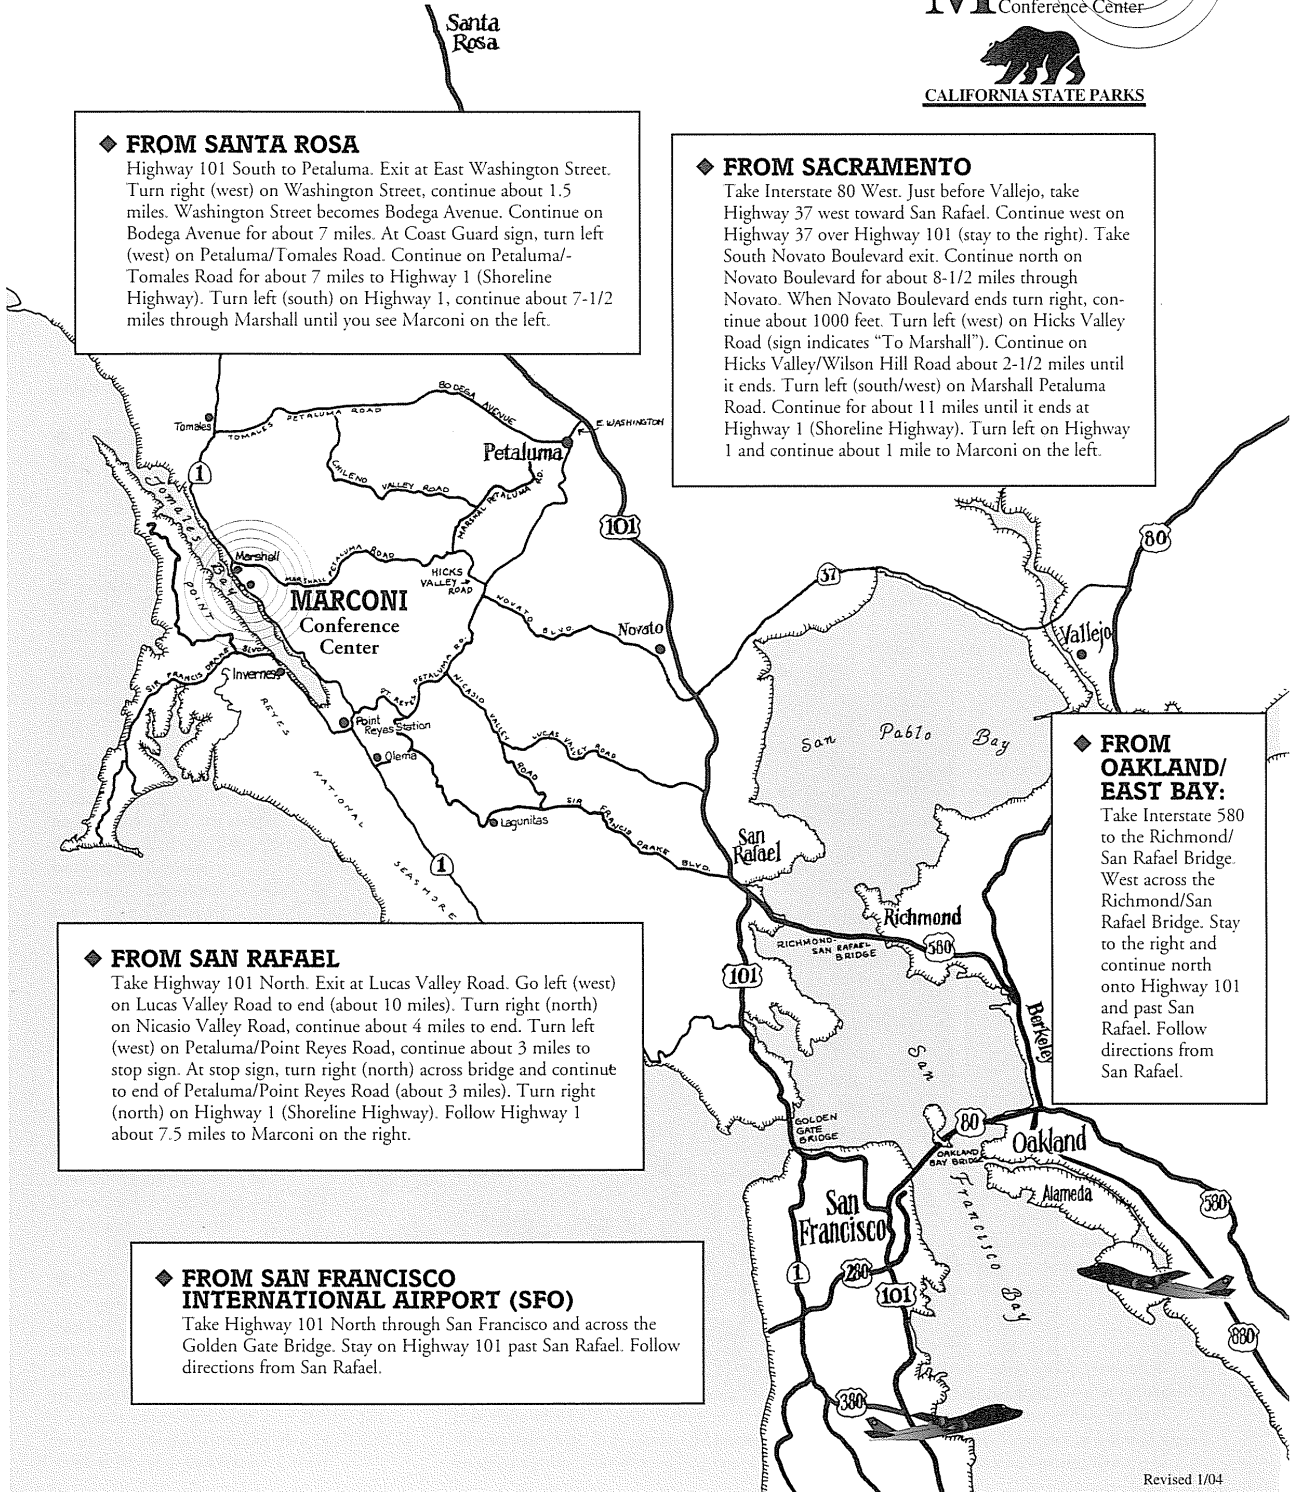 Santa
Rosa
Conference Center
CALIFORNIA STATE PARKS
FROM SANTA ROSA
Highway 101 South to Petaluma. Exit at East Washington Street.
Turn right (west) on Washington Street, continue about 1.5
miles. Washington Street becomes Bodega Avenue. Continue on
Bodega Avenue for about 7 miles. At Coast Guard sign, turn left
(west) on Petaluma/Tomales Road. Continue on Petaluma/-
Tomales Road for about 7 miles to Highway 1 (Shoreline
Highway). Turn left (south) on Highway 1, continue about 7-1/2
miles through Marshall until you see Marconi on the left.
FROM SACRAMENTO
Take Interstate 80 West. Just before Vallejo, take
Highway 37 west toward San Rafael. Continue west on
Highway 37 over Highway 101 (stay to the right). Take
South Novato Boulevard exit. Continue north on
Novato Boulevard for about 8-1/2 miles through
Novato. When Novato Boulevard ends turn right, con-
tinue about 1000 feet. Turn left (west) on Hicks Valley
Road (sign indicates “To Marshall”). Continue on
Hicks Valley/Wilson Hill Road about 2-1/2 miles until
it ends. Turn left (south/west) on Marshall Petaluma
Road. Continue for about 11 miles until it ends at
Highway 1 (Shoreline Highway). Turn left on Highway
1 and continue about 1 mile to Marconi on the left.
BODEGA AVENUE
TOMALES PETALUMA ROAD
Tomales
E. WASHINGTON
Petaluma
1
CHILENO VALLEY ROAD
MARSHAL PETALUMA RD.
Tomales Bay
101
80
Marshall
MARSHALL PETALUMA ROAD
HICKS
VALLEY
ROAD
37
POINT
MARCONI
Conference
Center
NOVATO BLVD.
Novato
Vallejo
SIR FRANCIS DRAKE BLVD.
Inverness
PT. REYES PETALUMA RD.
NICASIO VALLEY ROAD
REYES
Point
Reyes Station
LUCAS VALLEY ROAD
San Pablo Bay
Olema
NATIONAL
SIR FRANCIS DRAKE BLVD.
Lagunitas
San
Rafael
1
SEASHORE
FROM
OAKLAND/
EAST BAY:
Take Interstate 580
to the Richmond/
San Rafael Bridge.
West across the
Richmond/San
Rafael Bridge. Stay
to the right and
continue north
onto Highway 101
and past San
Rafael. Follow
directions from
San Rafael.
Richmond
RICHMOND-
SAN RAFAEL
BRIDGE
580
101
Berkeley
FROM SAN RAFAEL
Take Highway 101 North. Exit at Lucas Valley Road. Go left (west)
on Lucas Valley Road to end (about 10 miles). Turn right (north)
on Nicasio Valley Road, continue about 4 miles to end. Turn left
(west) on Petaluma/Point Reyes Road, continue about 3 miles to
stop sign. At stop sign, turn right (north) across bridge and continue
to end of Petaluma/Point Reyes Road (about 3 miles). Turn right
(north) on Highway 1 (Shoreline Highway). Follow Highway 1
about 7.5 miles to Marconi on the right.
San Francisco Bay
GOLDEN
GATE
BRIDGE
80
OAKLAND
BAY BRIDGE
Oakland
Alameda
San
Francisco
580
1
280
101
880
FROM SAN FRANCISCO
INTERNATIONAL AIRPORT (SFO)
Take Highway 101 North through San Francisco and across the
Golden Gate Bridge. Stay on Highway 101 past San Rafael. Follow
directions from San Rafael.
380
Revised 1/04